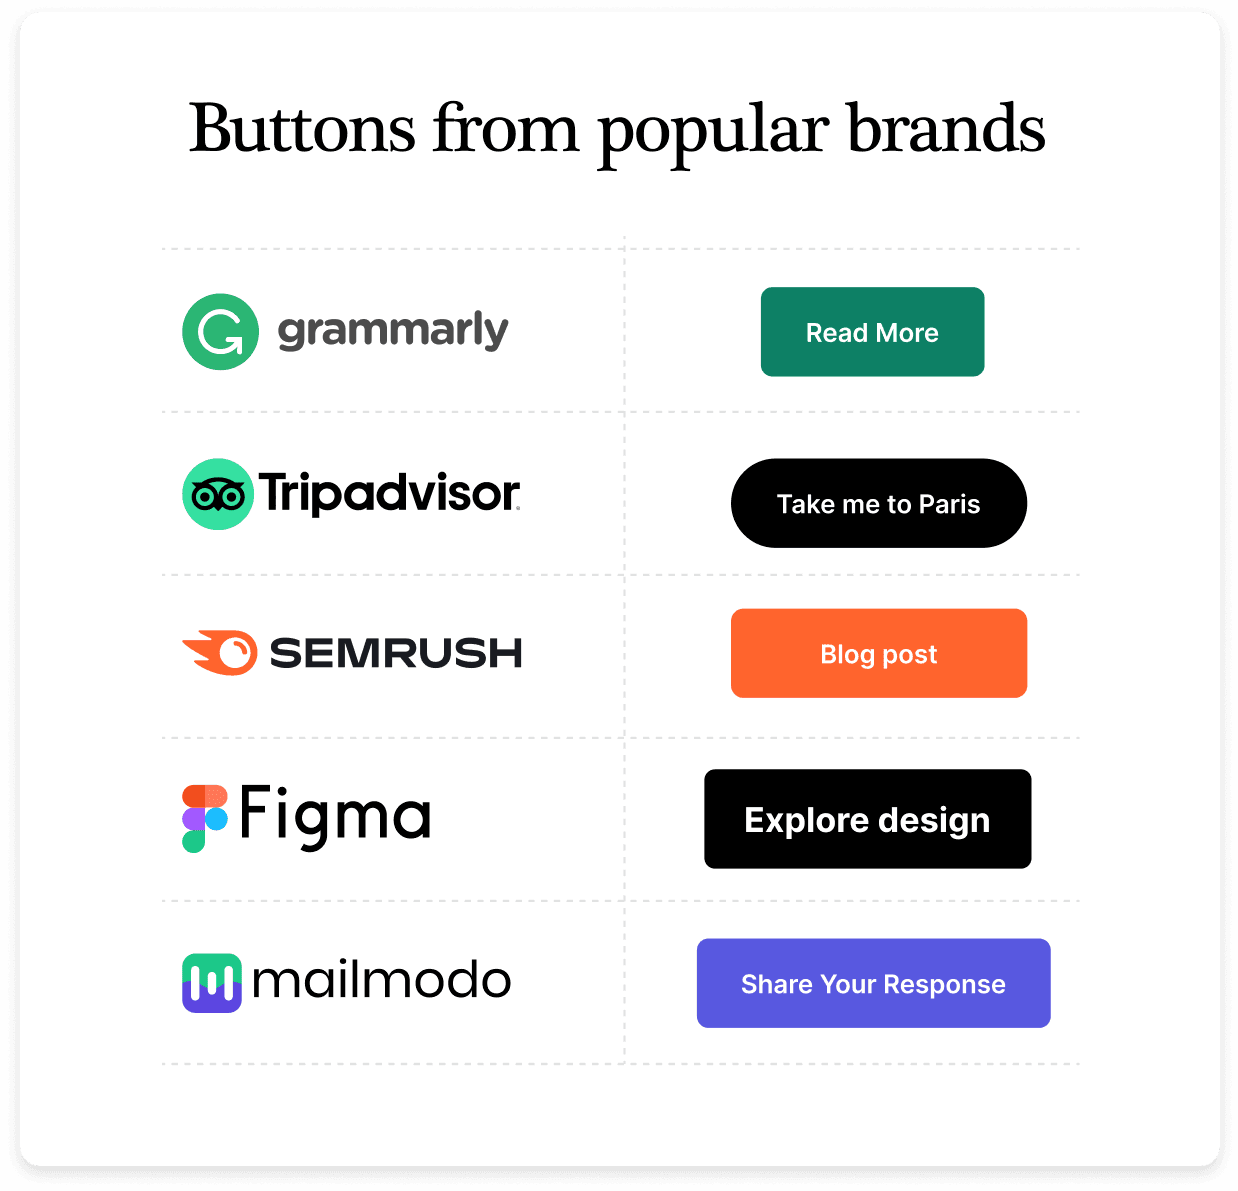 Buttons from popular brands
grammarly
Read More
Tripadvisor
Take me to Paris
SEMRUSH
Blog post
Figma
Explore design
mailmodo
Share Your Response